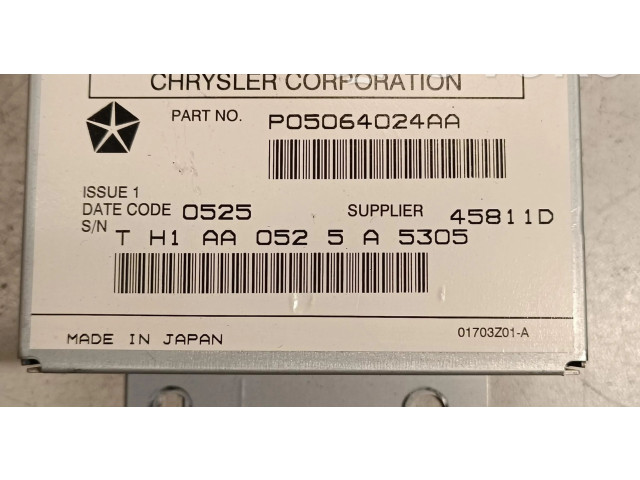 CHRYSLER CORPORATION
PART NO. P05064024AA
ISSUE 1
DATE CODE 0525 SUPPLIER 45811D
S/N T H1 AA 052 5 A 5305
MADE IN JAPAN 01703Z01-A